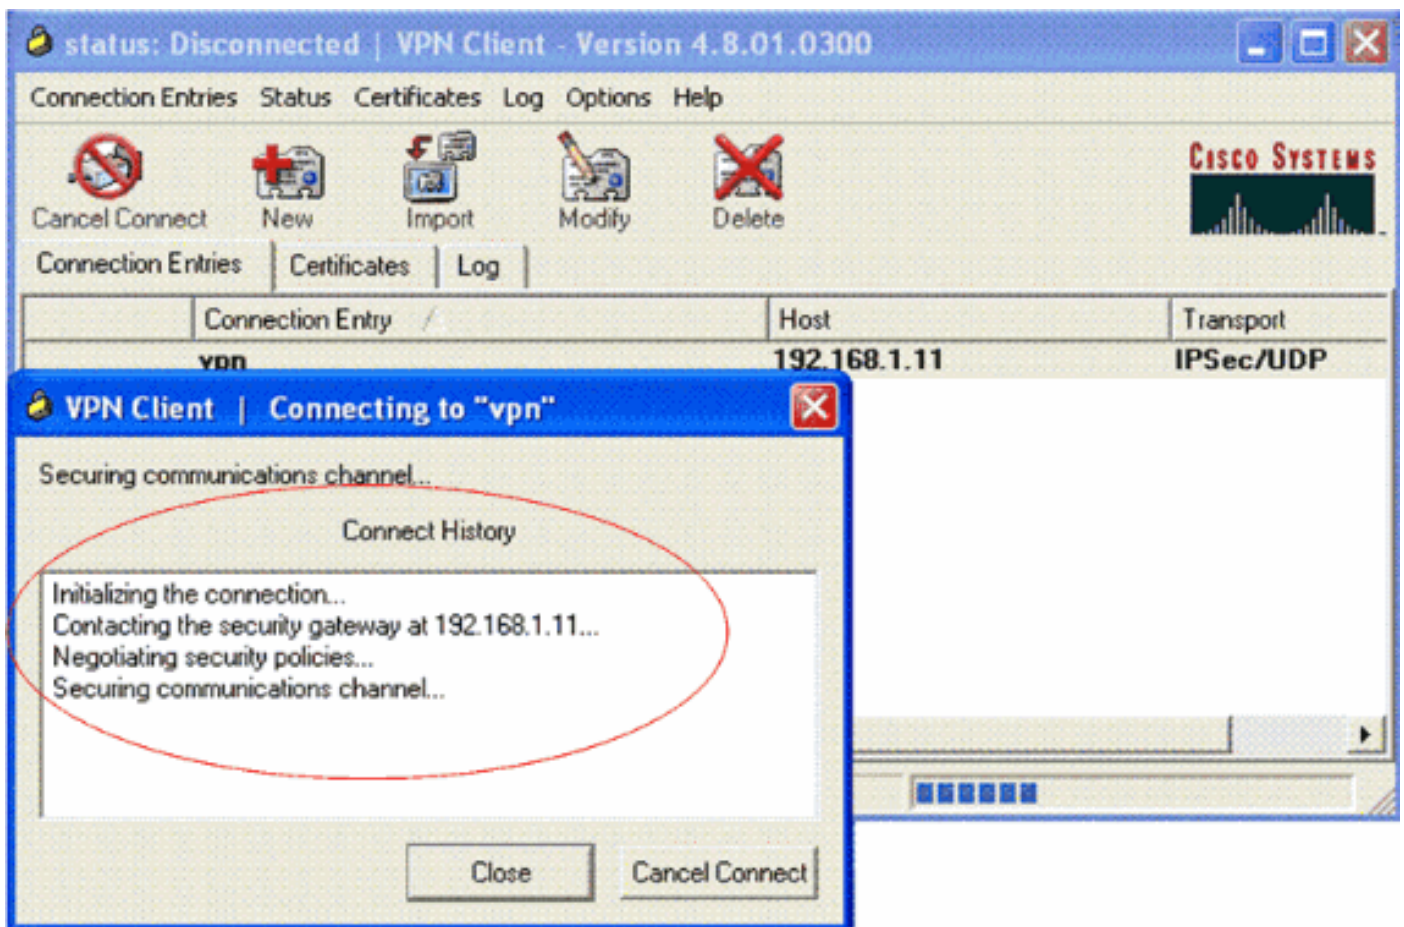 status: Disconnected | VPN Client - Version 4.8.01.0300
Connection Entries Status Certificates Log Options Help
Cancel Connect New Import Modify Delete
CISCO SYSTEMS
Connection Entries Certificates Log
Connection Entry Host Transport
vpn 192.168.1.11 IPSec/UDP
VPN Client | Connecting to "vpn"
Securing communications channel...
Connect History
Initializing the connection...
Contacting the security gateway at 192.168.1.11...
Negotiating security policies...
Securing communications channel...
Close Cancel Connect